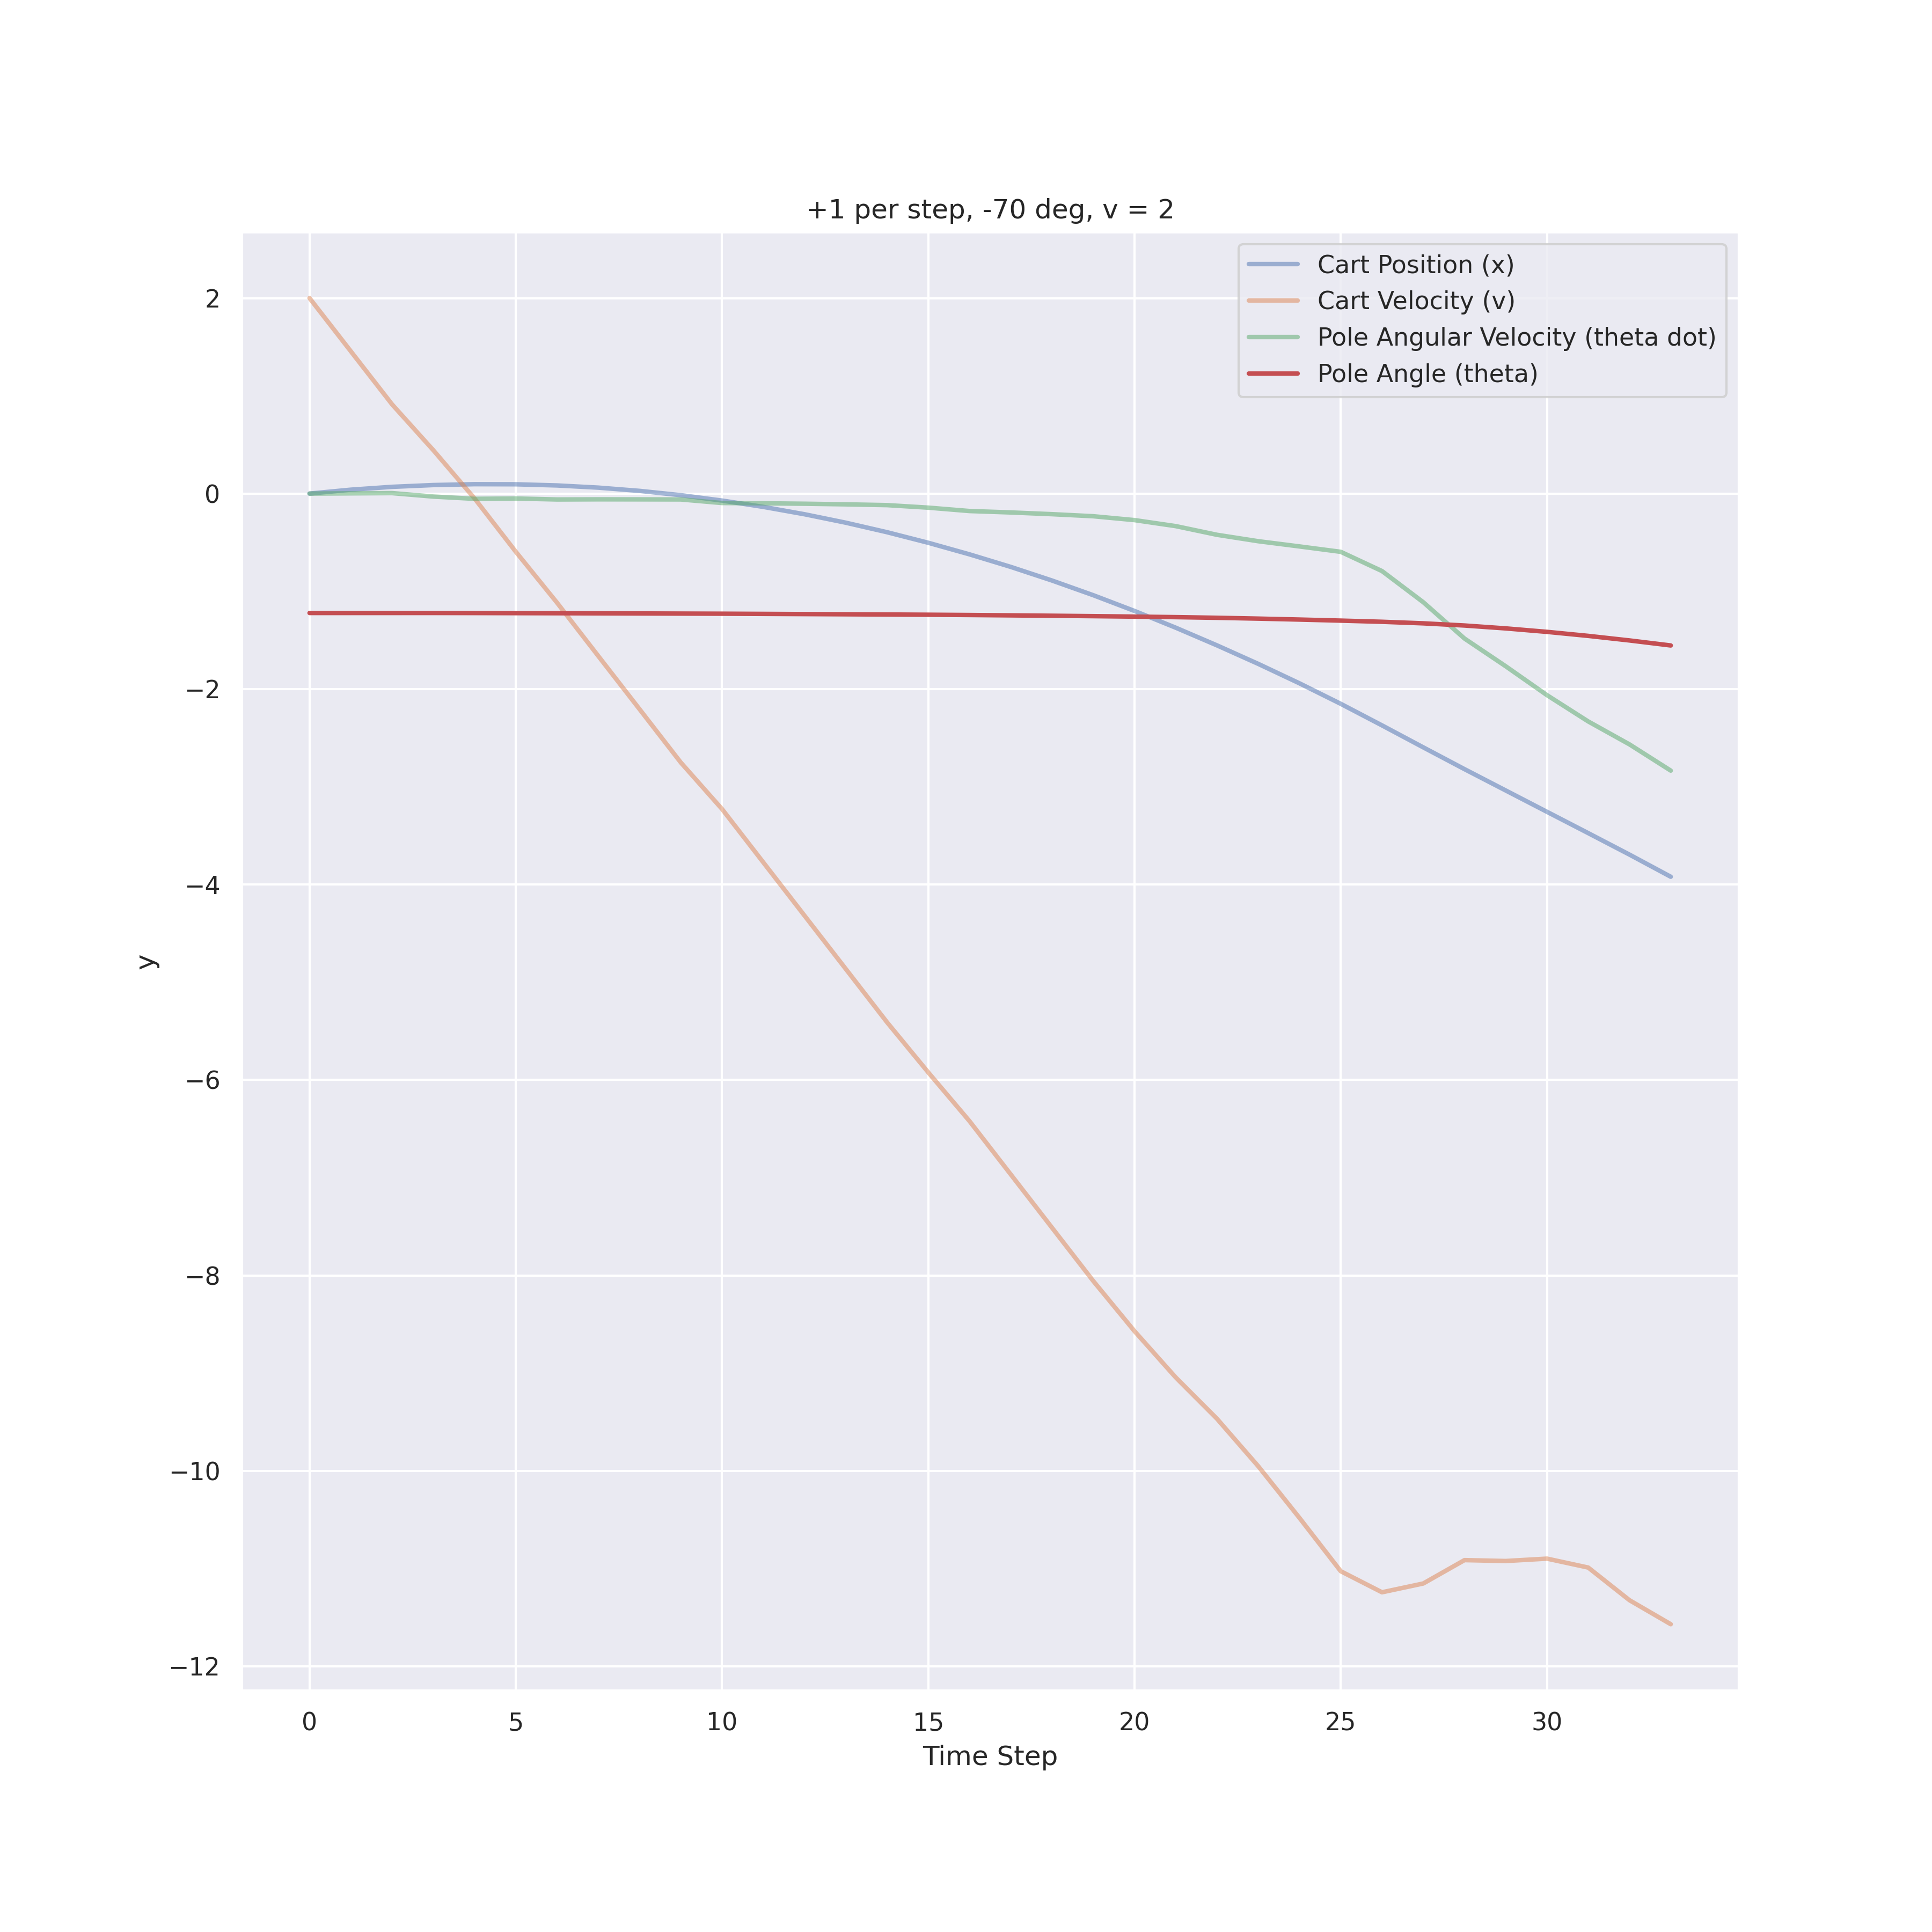 +1 per step, -70 deg, v = 2
Cart Position (x)
Cart Velocity (v)
Pole Angular Velocity (theta dot)
Pole Angle (theta)
2
0
−2
−4
−6
−8
−10
−12
y
0 5 10 15 20 25 30
Time Step